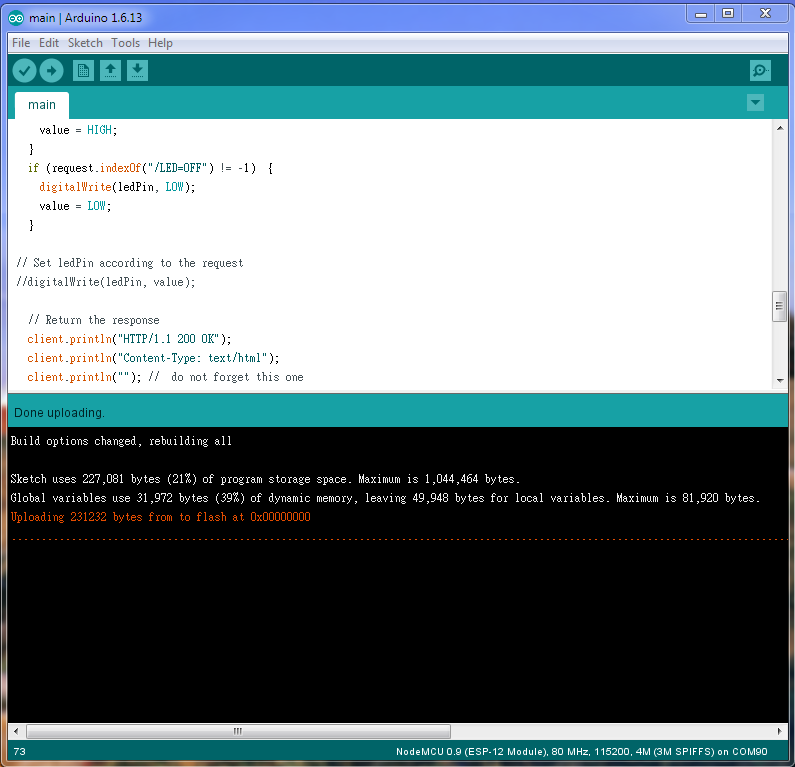 main | Arduino 1.6.13
File Edit Sketch Tools Help
main
value = HIGH;
}
if (request.indexOf("/LED=OFF") != -1)  {
digitalWrite(ledPin, LOW);
value = LOW;
}
// Set ledPin according to the request
//digitalWrite(ledPin, value);
// Return the response
client.println("HTTP/1.1 200 OK");
client.println("Content-Type: text/html");
client.println(""); //  do not forget this one
Done uploading.
Build options changed, rebuilding all
Sketch uses 227,081 bytes (21%) of program storage space. Maximum is 1,044,464 bytes.
Global variables use 31,972 bytes (39%) of dynamic memory, leaving 49,948 bytes for local variables. Maximum is 81,920 bytes.
Uploading 231232 bytes from to flash at 0x00000000
73
NodeMCU 0.9 (ESP-12 Module), 80 MHz, 115200, 4M (3M SPIFFS) on COM90